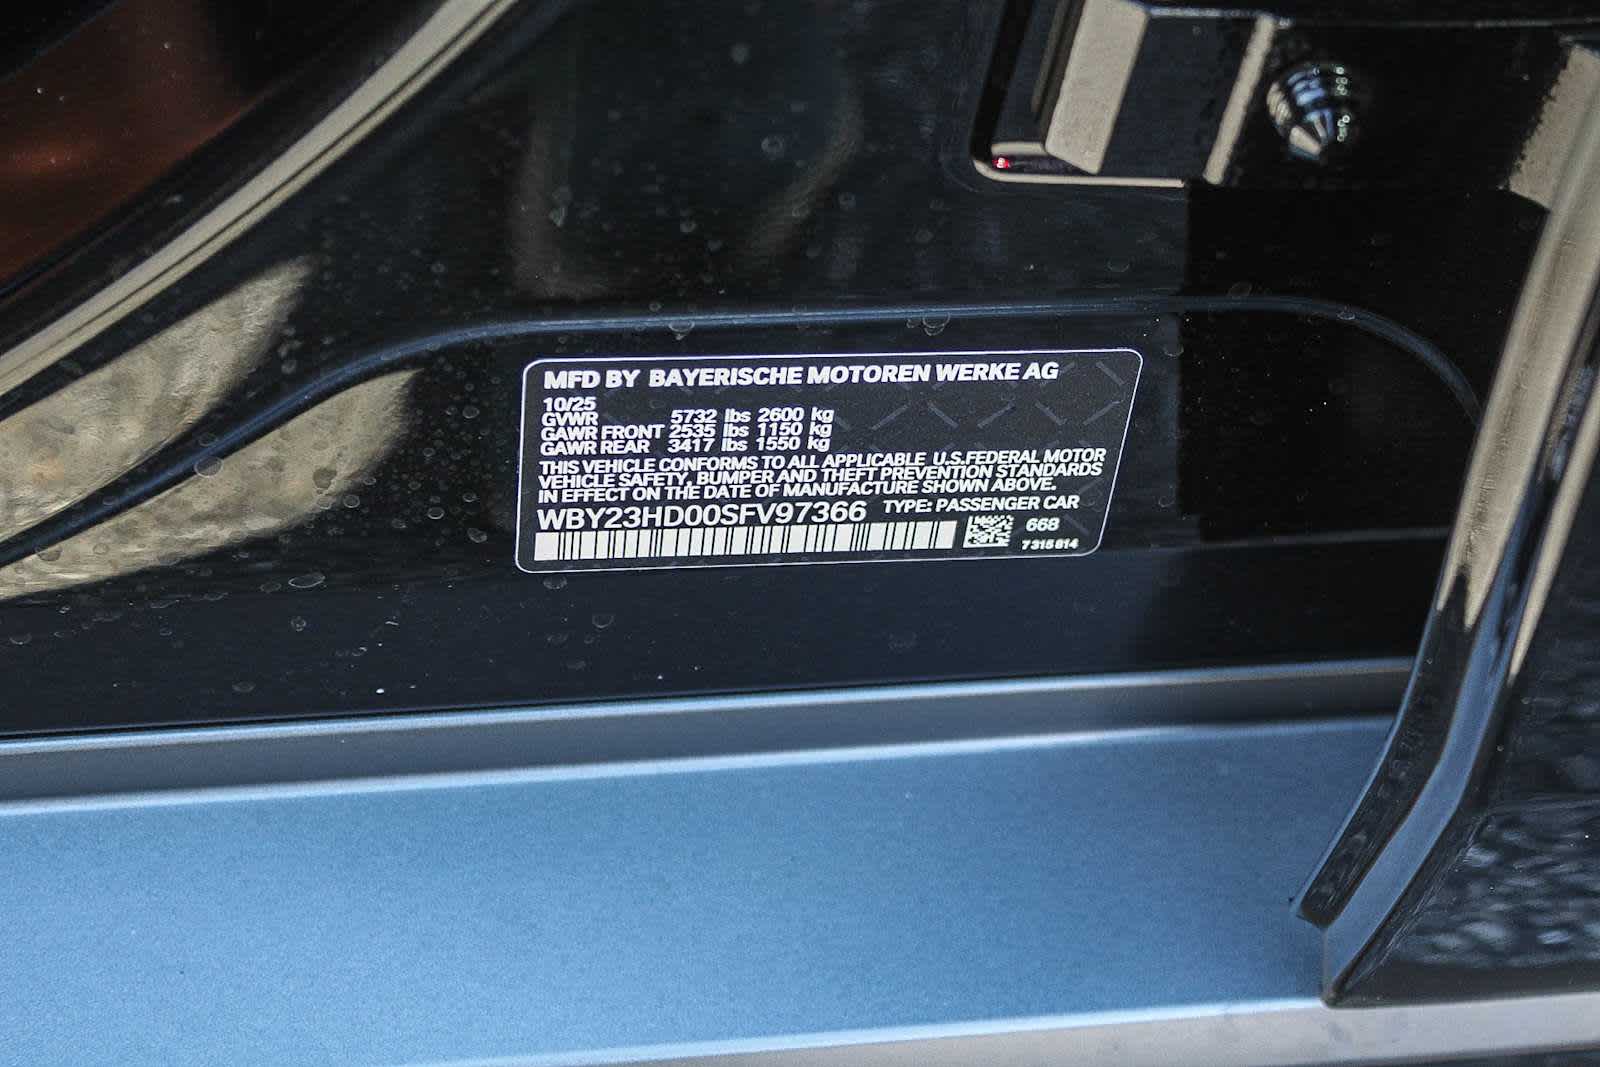 MFD BY BAYERISCHE MOTOREN WERKE AG
10/25
GVWR 5732 lbs 2600 kg
GAWR FRONT 2535 lbs 1150 kg
GAWR REAR 3417 lbs 1550 kg
THIS VEHICLE CONFORMS TO ALL APPLICABLE U.S.FEDERAL MOTOR
VEHICLE SAFETY, BUMPER AND THEFT PREVENTION STANDARDS
IN EFFECT ON THE DATE OF MANUFACTURE SHOWN ABOVE.
WBY23HD00SFV97366 TYPE: PASSENGER CAR
668
7315814